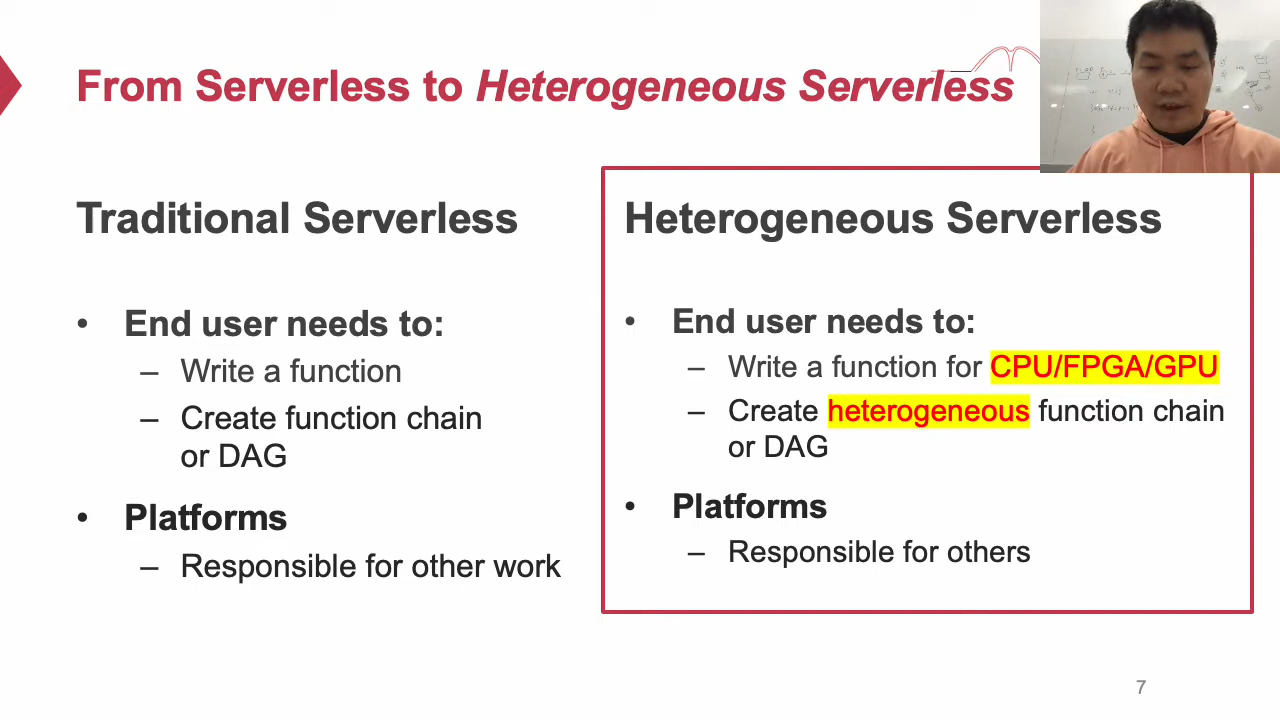 From Serverless to Heterogeneous Serverless
Traditional Serverless
• End user needs to:
– Write a function
– Create function chain
or DAG
• Platforms
– Responsible for other work
Heterogeneous Serverless
• End user needs to:
– Write a function for CPU/FPGA/GPU
– Create heterogeneous function chain
or DAG
• Platforms
– Responsible for others
7